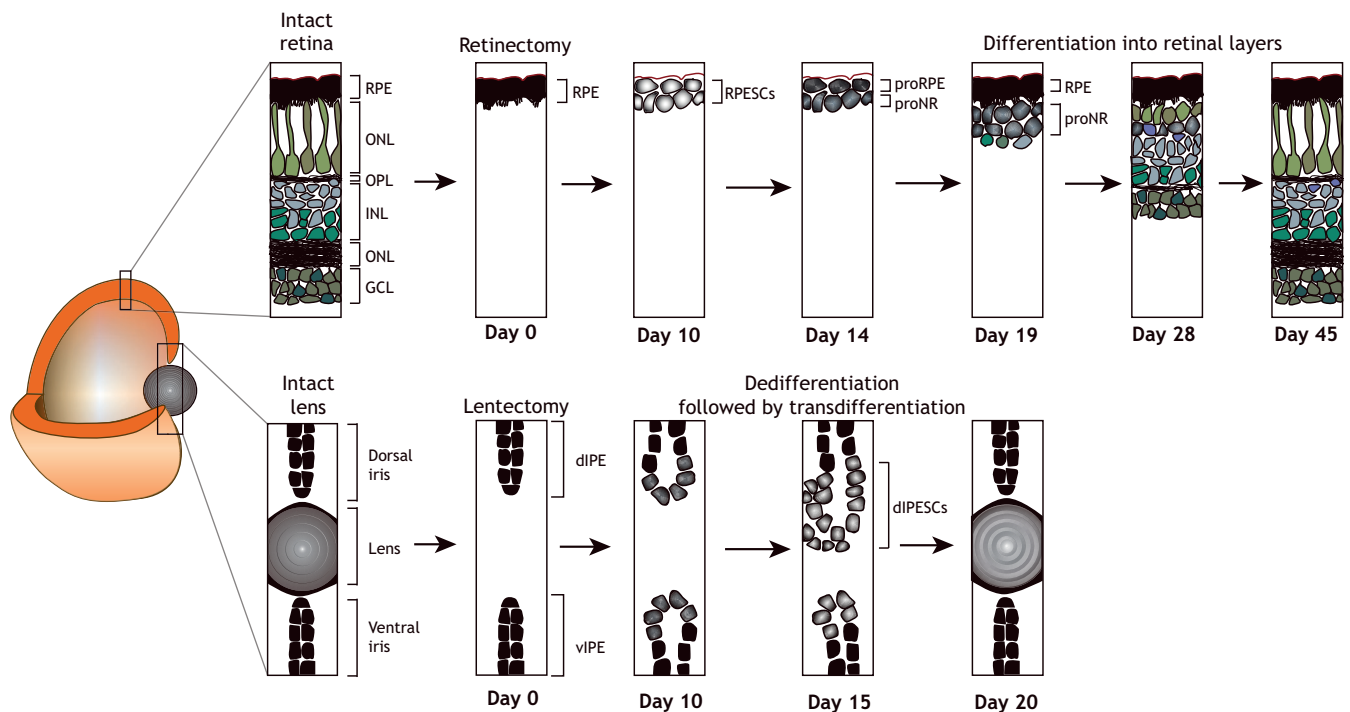 Intact
retina
Retinectomy
Differentiation into retinal layers
RPE
ONL
OPL
INL
ONL
GCL
RPE
RPESCs
proRPE
proNR
RPE
proNR
Day 0
Day 10
Day 14
Day 19
Day 28
Day 45
Intact
lens
Lentectomy
Dedifferentiation
followed by transdifferentiation
Dorsal
iris
Lens
Ventral
iris
dIPE
vIPE
dIPESCs
Day 0
Day 10
Day 15
Day 20